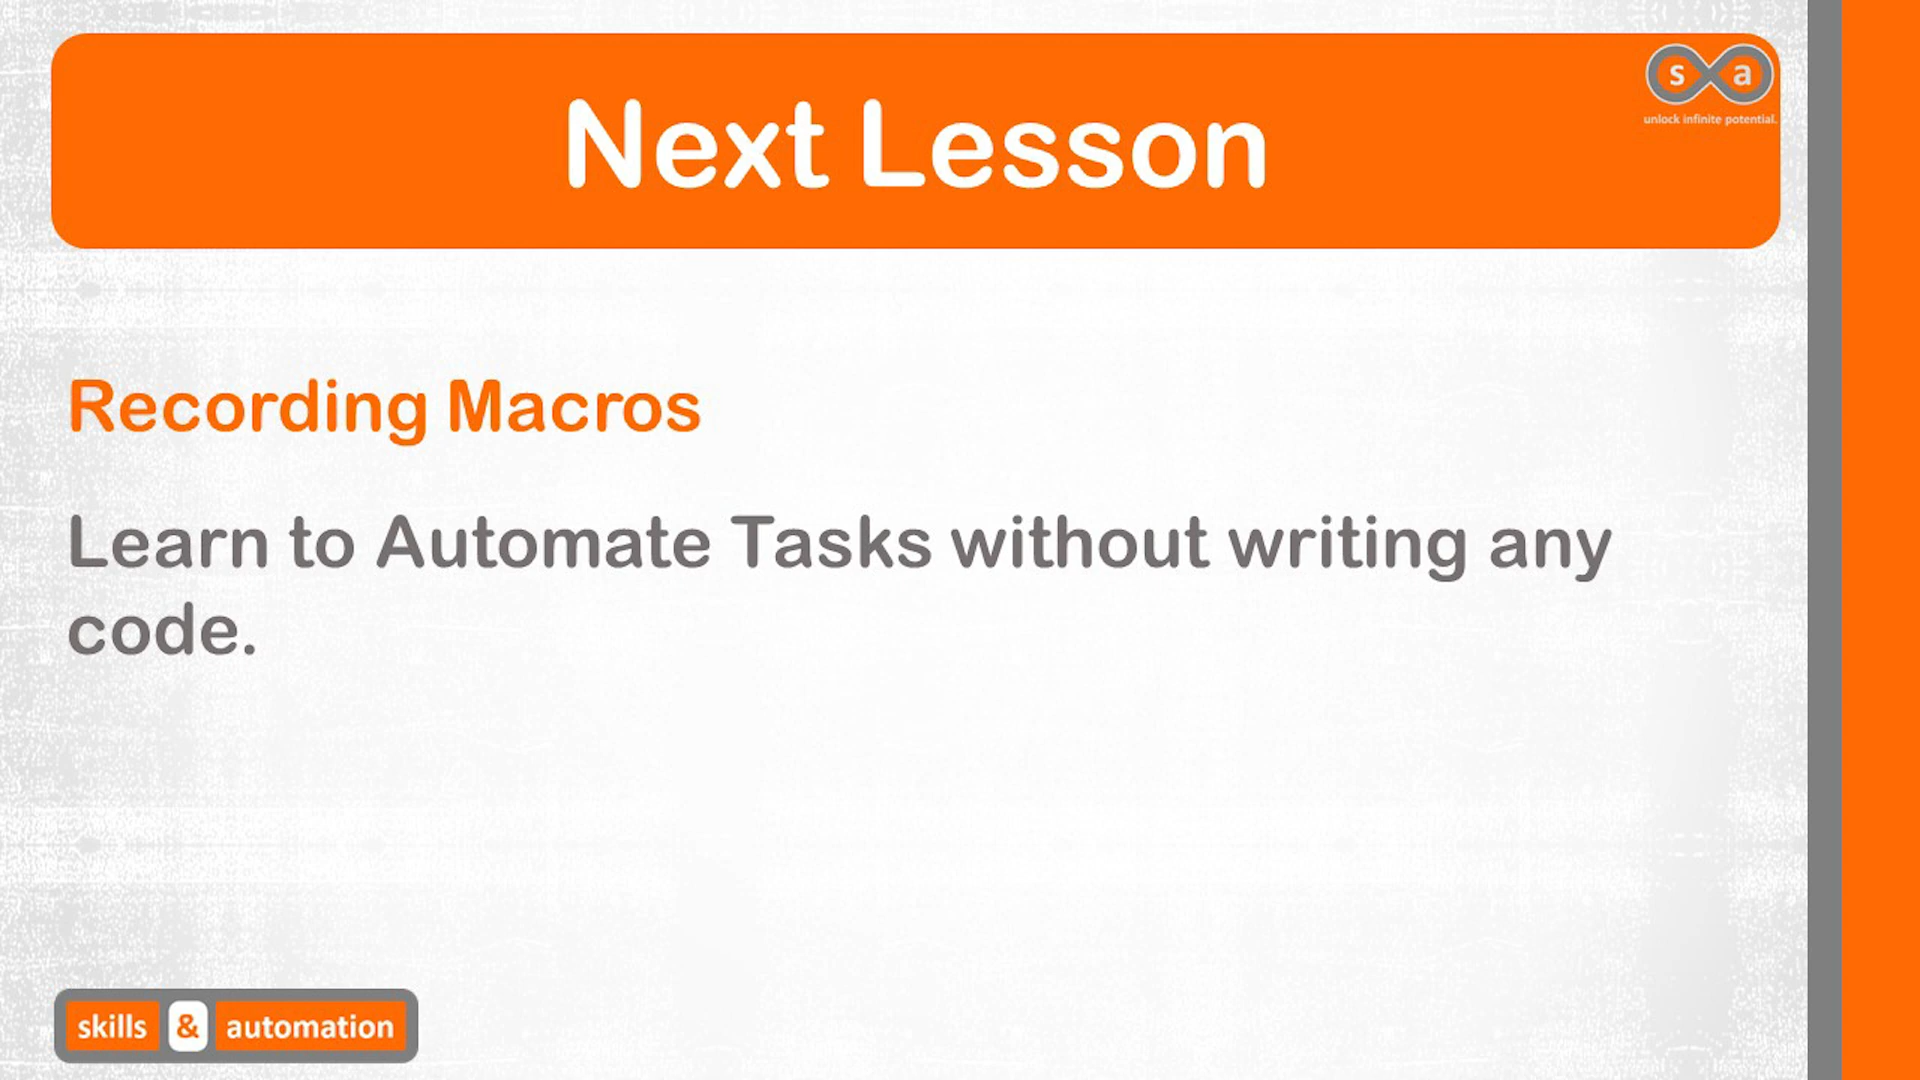 s a
unlock infinite potential.
Next Lesson
Recording Macros
Learn to Automate Tasks without writing any
code.
skills & automation